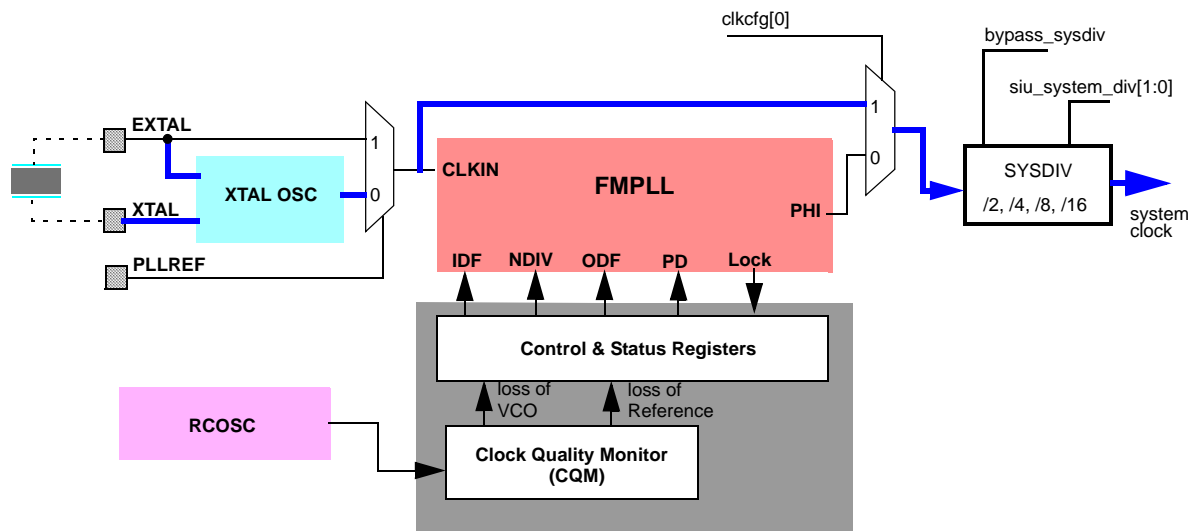 clkcfg[0]
bypass_sysdiv
siu_system_div[1:0]
EXTAL
1
1
CLKIN
FMPLL
0
SYSDIV
XTAL OSC
0
/2, /4, /8, /16
XTAL
PHI
system
clock
PLLREF
IDF
NDIV
ODF
PD
Lock
Control & Status Registers
loss of
VCO
loss of
Reference
RCOSC
Clock Quality Monitor
(CQM)